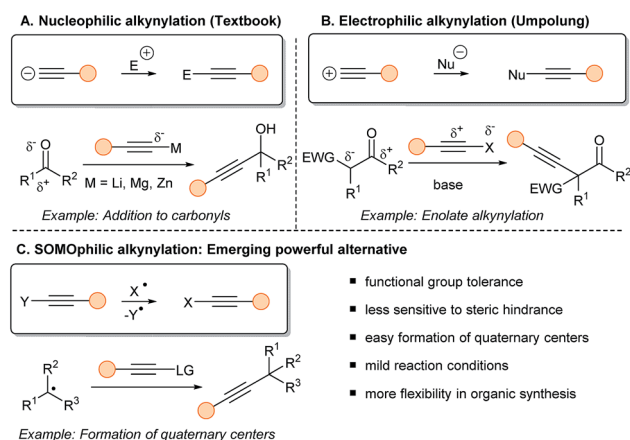 A. Nucleophilic alkynylation (Textbook)
⊖ E⊕ E
δ⁻ O R¹ δ⁺ R²
δ⁻ M
M = Li, Mg, Zn
OH R² R¹
Example: Addition to carbonyls
B. Electrophilic alkynylation (Umpolung)
⊕ Nu⊖ Nu
EWG δ⁻ O δ⁺ R² R¹
δ⁺ δ⁻ X
base
O R² EWG R¹
Example: Enolate alkynylation
C. SOMOphilic alkynylation: Emerging powerful alternative
Y X• -Y• X
R² R¹ • R³
LG
R¹ R² R³
Example: Formation of quaternary centers
■ functional group tolerance
■ less sensitive to steric hindrance
■ easy formation of quaternary centers
■ mild reaction conditions
■ more flexibility in organic synthesis